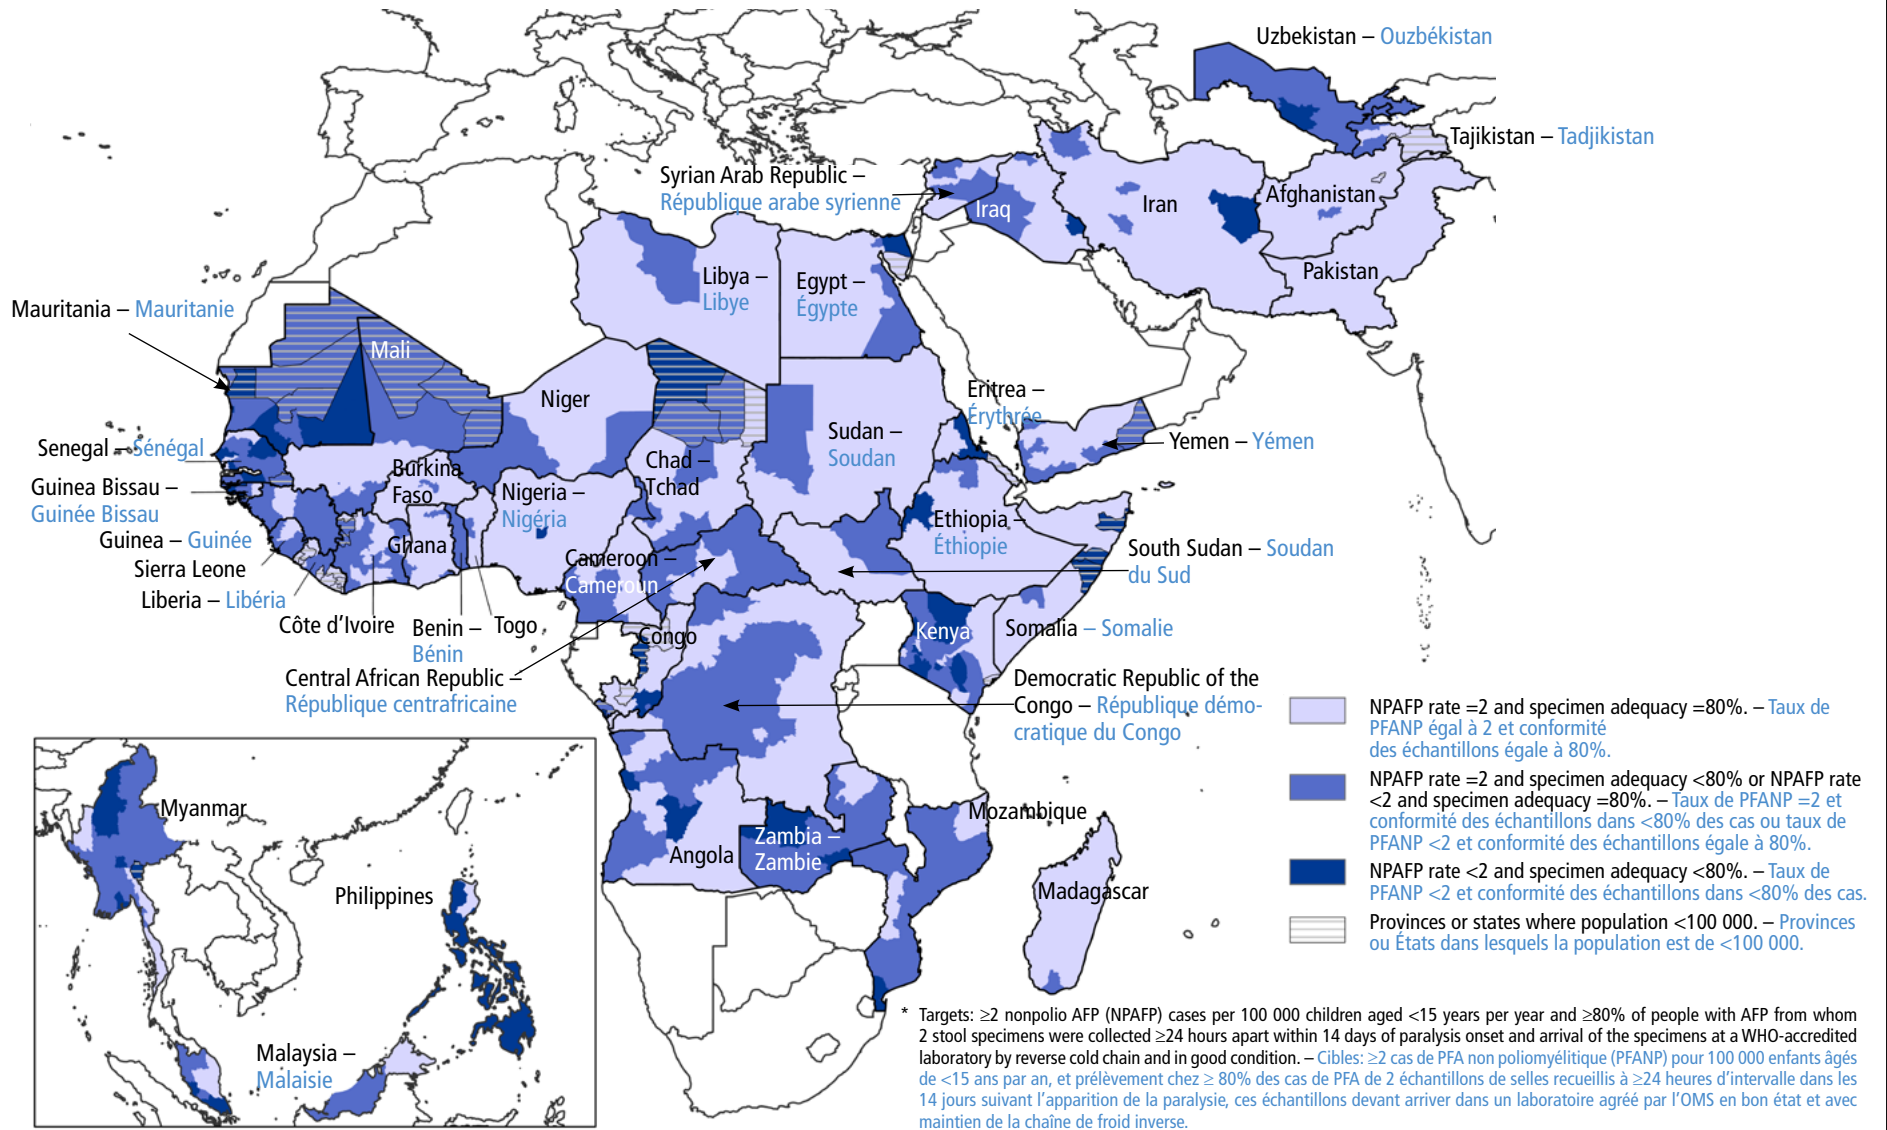 Uzbekistan – Ouzbékistan
Tajikistan – Tadjikistan
Syrian Arab Republic –
République arabe syrienne
Iraq
Iran
Afghanistan
Pakistan
Libya –
Libye
Egypt –
Égypte
Mauritania – Mauritanie
Mali
Niger
Eritrea –
Érythrée
Sudan –
Soudan
Yemen – Yémen
Senegal – Sénégal
Burkina
Faso
Chad –
Tchad
Guinea Bissau –
Guinée Bissau
Nigeria –
Nigéria
Ethiopia –
Éthiopie
Guinea – Guinée
Ghana
South Sudan – Soudan
du Sud
Sierra Leone
Cameroon –
Cameroun
Liberia – Libéria
Côte d’Ivoire
Benin –
Bénin
Togo
Congo
Kenya
Somalia – Somalie
Central African Republic –
République centrafricaine
Democratic Republic of the
Congo – République démo-
cratique du Congo
NPAFP rate =2 and specimen adequacy =80%. – Taux de
PFANP égal à 2 et conformité
des échantillons égale à 80%.
NPAFP rate =2 and specimen adequacy <80% or NPAFP rate
<2 and specimen adequacy =80%. – Taux de PFANP =2 et
conformité des échantillons dans <80% des cas ou taux de
PFANP <2 et conformité des échantillons égale à 80%.
NPAFP rate <2 and specimen adequacy <80%. – Taux de
PFANP <2 et conformité des échantillons dans <80% des cas.
Provinces or states where population <100 000. – Provinces
ou États dans lesquels la population est de <100 000.
Myanmar
Philippines
Malaysia –
Malaisie
Mozambique
Zambia –
Zambie
Angola
Madagascar
* Targets: ≥2 nonpolio AFP (NPAFP) cases per 100 000 children aged <15 years per year and ≥80% of people with AFP from whom
2 stool specimens were collected ≥24 hours apart within 14 days of paralysis onset and arrival of the specimens at a WHO-accredited
laboratory by reverse cold chain and in good condition. – Cibles: ≥2 cas de PFA non poliomyélitique (PFANP) pour 100 000 enfants âgés
de <15 ans par an, et prélèvement chez ≥ 80% des cas de PFA de 2 échantillons de selles recueillis à ≥24 heures d’intervalle dans les
14 jours suivant l’apparition de la paralysie, ces échantillons devant arriver dans un laboratoire agréé par l’OMS en bon état et avec
maintien de la chaîne de froid inverse.